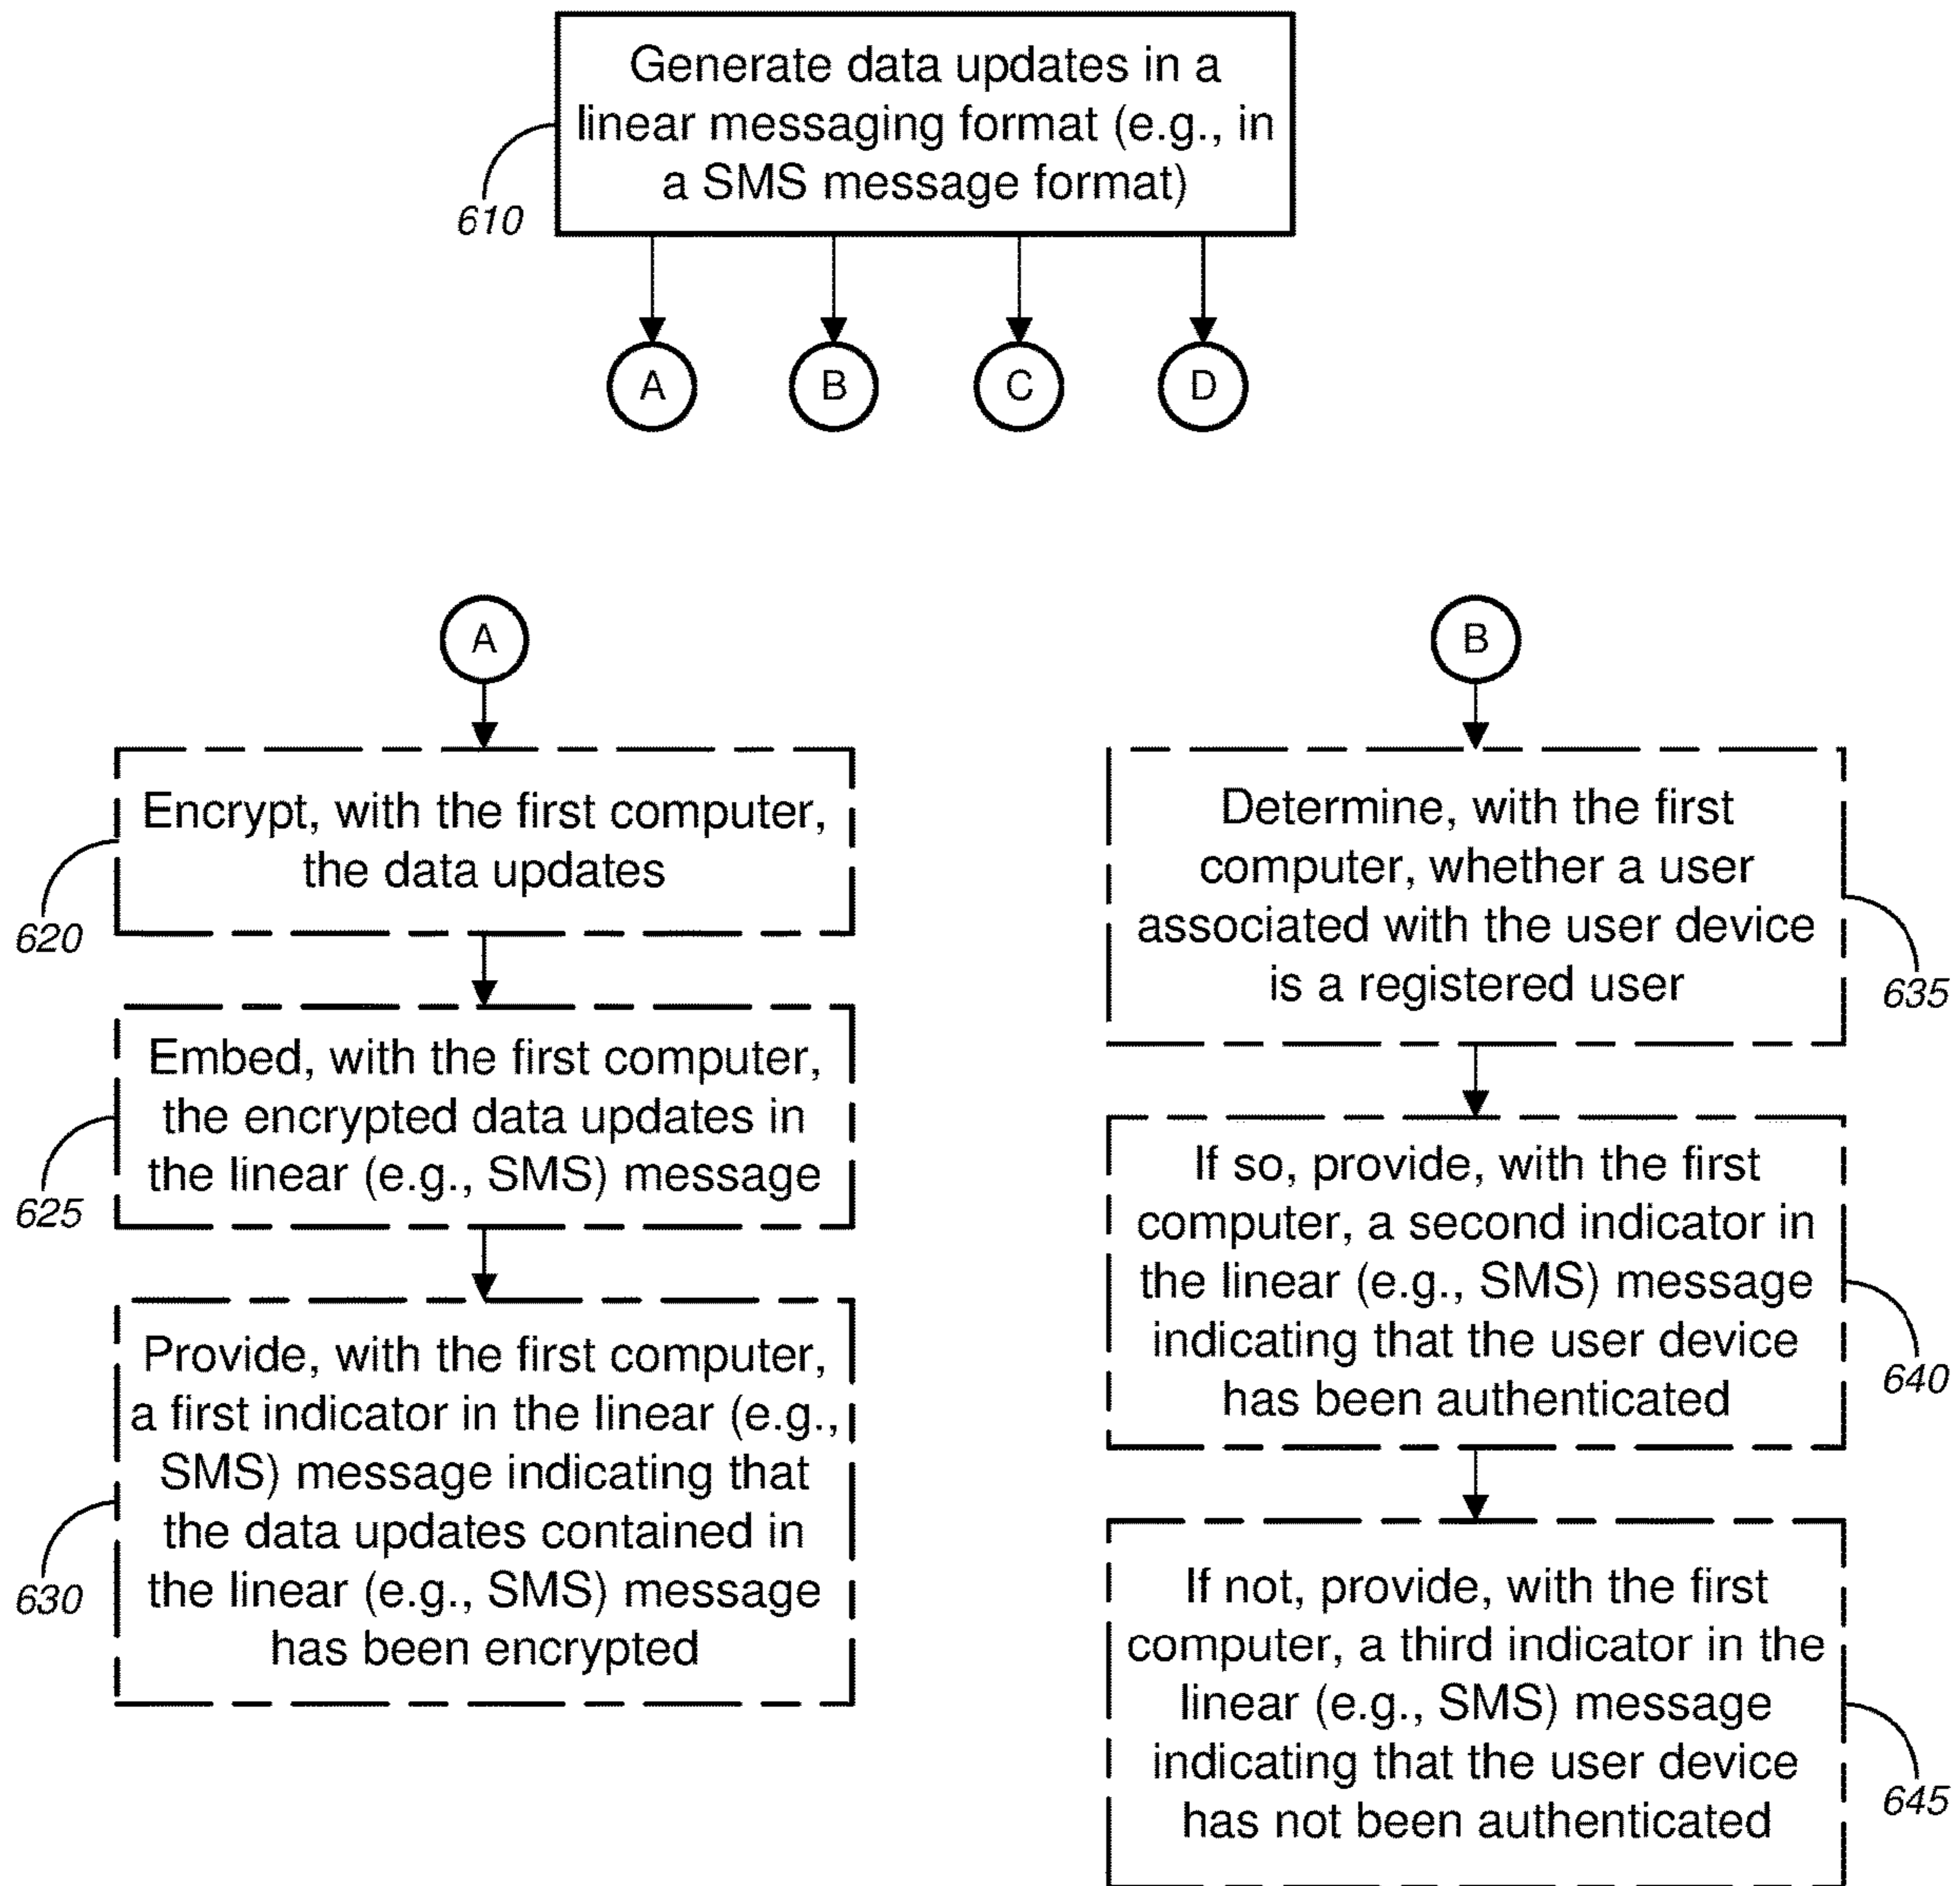 Generate data updates in a
linear messaging format (e.g., in
a SMS message format)
610
A
B
C
D
A
Encrypt, with the first computer,
the data updates
620
Embed, with the first computer,
the encrypted data updates in
the linear (e.g., SMS) message
625
Provide, with the first computer,
a first indicator in the linear (e.g.,
SMS) message indicating that
the data updates contained in
the linear (e.g., SMS) message
has been encrypted
630
B
Determine, with the first
computer, whether a user
associated with the user device
is a registered user
635
If so, provide, with the first
computer, a second indicator in
the linear (e.g., SMS) message
indicating that the user device
has been authenticated
640
If not, provide, with the first
computer, a third indicator in the
linear (e.g., SMS) message
indicating that the user device
has not been authenticated
645